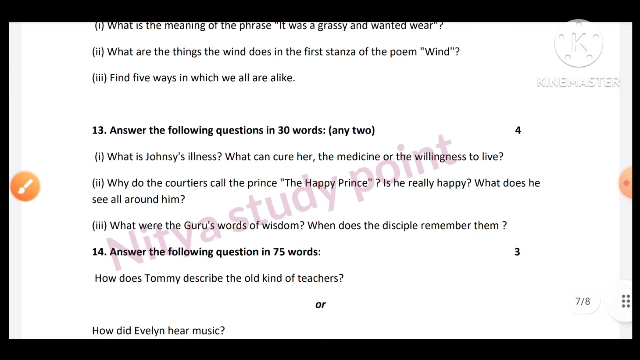 (i) What is the meaning of the phrase "It was a grassy and wanted wear"?
(ii) What are the things the wind does in the first stanza of the poem "Wind"?
(iii) Find five ways in which we all are alike.
K
KINEMASTER
13. Answer the following questions in 30 words: (any two) 4
(i) What is Johnsy's illness? What can cure her, the medicine or the willingness to live?
(ii) Why do the courtiers call the prince "The Happy Prince" ? Is he really happy? What does he
see all around him?
(iii) What were the Guru's words of wisdom? When does the disciple remember them ?
Nitya study point
14. Answer the following question in 75 words: 3
How does Tommy describe the old kind of teachers?
or
7/8
How did Evelyn hear music?